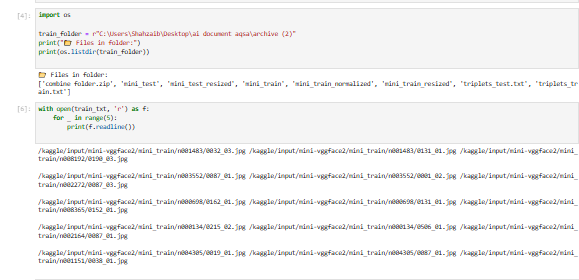 [4]: import os
train_folder = r"C:\Users\Shahzaib\Desktop\ai document aqsa\archive (2)"
print("📂 Files in folder:")
print(os.listdir(train_folder))
📂 Files in folder:
['combine folder.zip', 'mini_test', 'mini_test_resized', 'mini_train', 'mini_train_normalized', 'mini_train_resized', 'triplets_test.txt', 'triplets_tr
ain.txt']
[6]: with open(train_txt, 'r') as f:
for _ in range(5):
print(f.readline())
/kaggle/input/mini-vggface2/mini_train/n001483/0032_03.jpg /kaggle/input/mini-vggface2/mini_train/n001483/0131_01.jpg /kaggle/input/mini-vggface2/mini_
train/n008192/0190_03.jpg
/kaggle/input/mini-vggface2/mini_train/n003552/0087_01.jpg /kaggle/input/mini-vggface2/mini_train/n003552/0001_02.jpg /kaggle/input/mini-vggface2/mini_
train/n002272/0087_03.jpg
/kaggle/input/mini-vggface2/mini_train/n000698/0162_01.jpg /kaggle/input/mini-vggface2/mini_train/n000698/0131_01.jpg /kaggle/input/mini-vggface2/mini_
train/n008365/0152_01.jpg
/kaggle/input/mini-vggface2/mini_train/n000134/0215_02.jpg /kaggle/input/mini-vggface2/mini_train/n000134/0506_01.jpg /kaggle/input/mini-vggface2/mini_
train/n002164/0087_01.jpg
/kaggle/input/mini-vggface2/mini_train/n004305/0019_01.jpg /kaggle/input/mini-vggface2/mini_train/n004305/0087_01.jpg /kaggle/input/mini-vggface2/mini_
train/n001151/0038_01.jpg